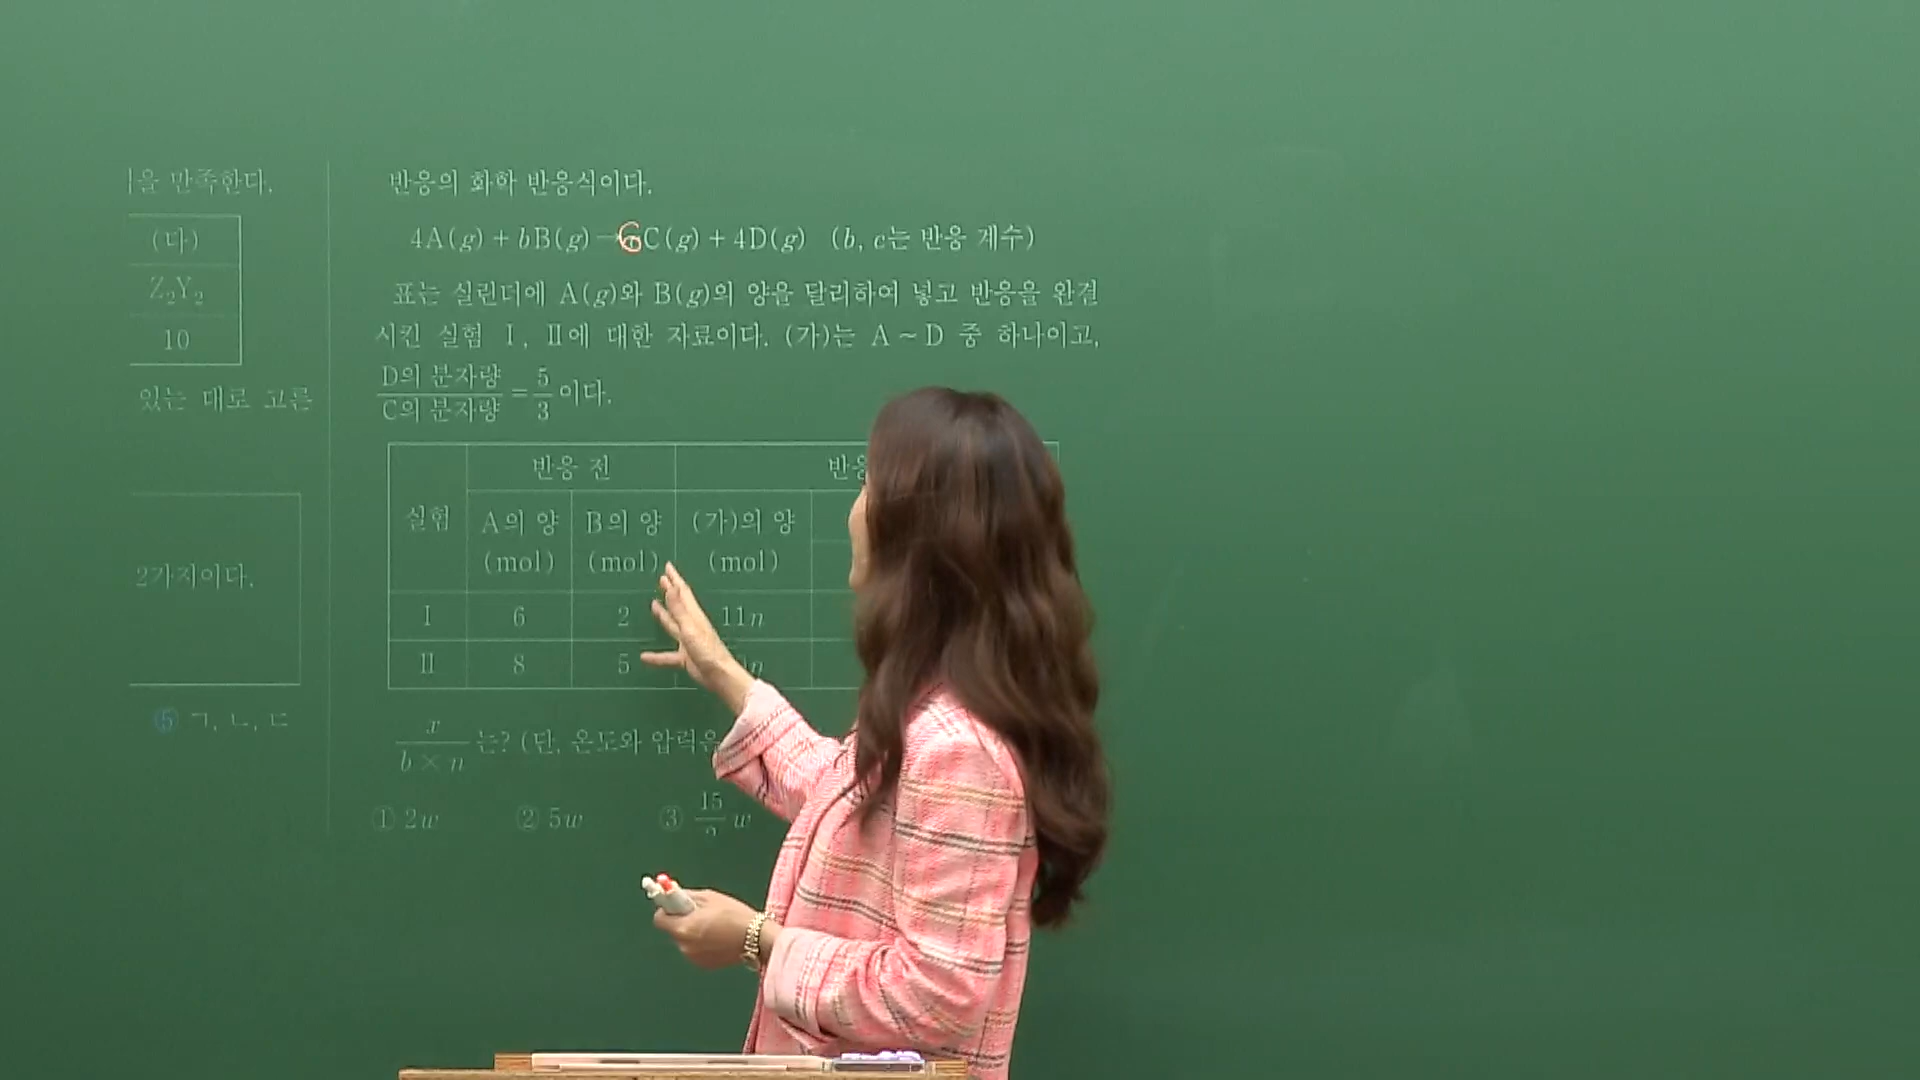 을 만족한다.
(다)
Z₂Y₂
10
있는 대로 고른
2가지이다.
⑤ ㄱ, ㄴ, ㄷ
반응의 화학 반응식이다.
4A(g) + bB(g) → 6C(g) + 4D(g) (b, c는 반응 계수)
표는 실린더에 A(g)와 B(g)의 양을 달리하여 넣고 반응을 완결
시킨 실험 Ⅰ, Ⅱ에 대한 자료이다. (가)는 A ~ D 중 하나이고,
D의 분자량/C의 분자량 = 5/3 이다.
반응 전
실험 A의 양 (mol) B의 양 (mol) (가)의 양 (mol)
Ⅰ 6 2 11n
Ⅱ 8 5
x/(b × n) 는? (단, 온도와 압력은
① 2w ② 5w ③ 15/2 w